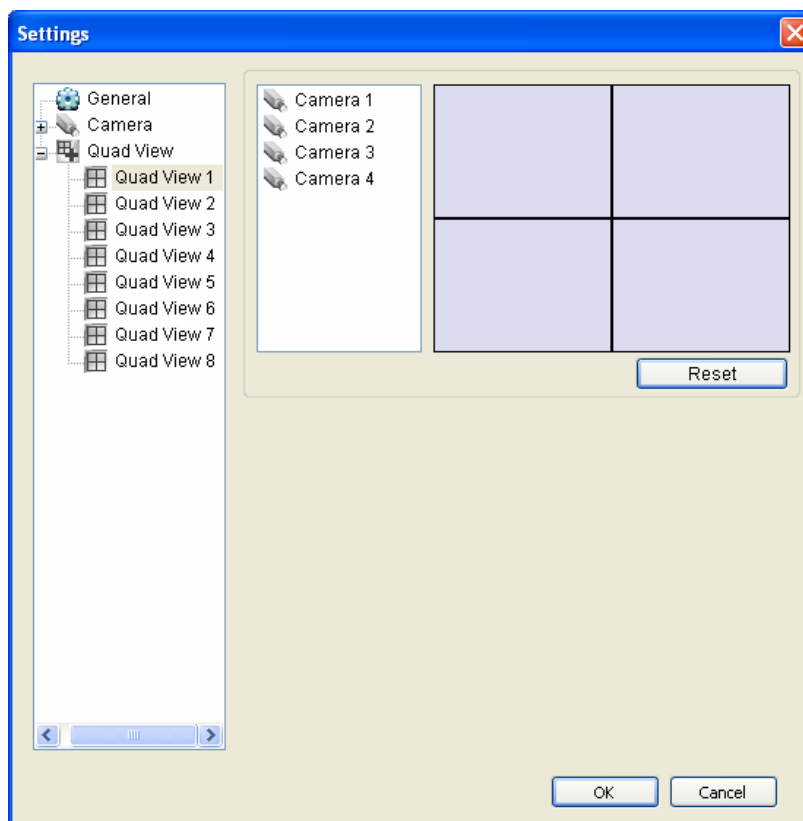 Settings
General
Camera
Quad View
Quad View 1
Quad View 2
Quad View 3
Quad View 4
Quad View 5
Quad View 6
Quad View 7
Quad View 8
Camera 1
Camera 2
Camera 3
Camera 4
Reset
OK
Cancel